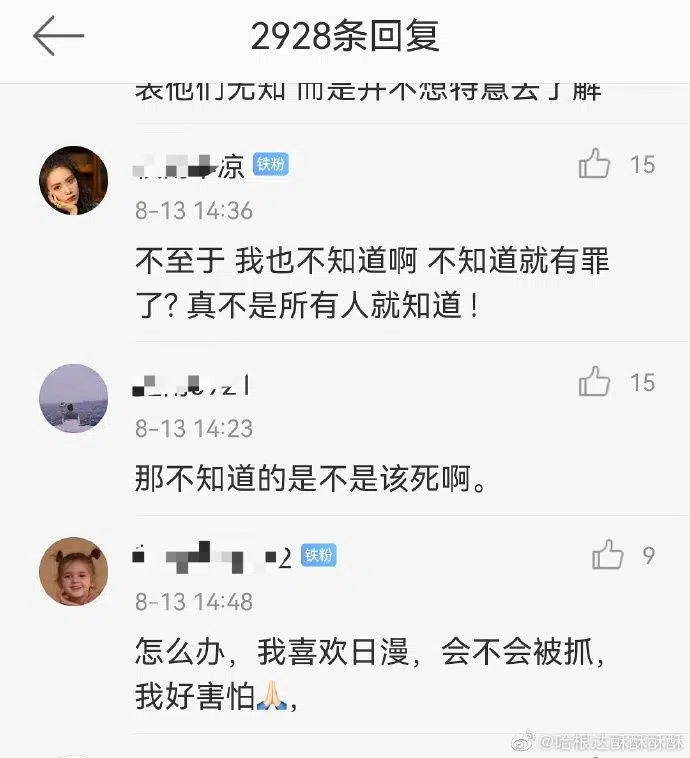 2928条回复
表他们无知 而是并不想特意去了解
凉 铁粉
15
8-13 14:36
不至于 我也不知道啊 不知道就有罪
了? 真不是所有人就知道！
15
8-13 14:23
那不知道的是不是该死啊。
2 铁粉
9
8-13 14:48
怎么办，我喜欢日漫，会不会被抓，
我好害怕🙏🏻，
@哈根达酥酥酥酥